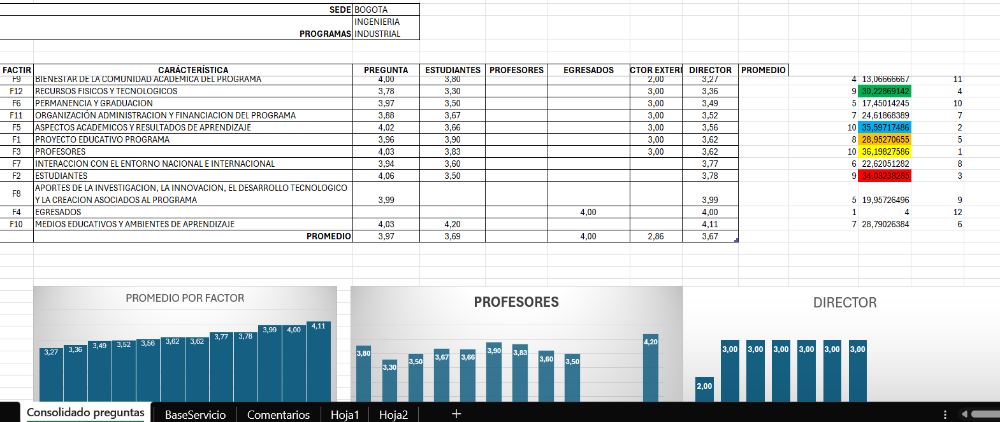 SEDE BOGOTA
INGENIERIA
PROGRAMAS INDUSTRIAL
FACTIR CARÁCTERÍSTICA PREGUNTA ESTUDIANTES PROFESORES EGRESADOS CTOR EXTERI DIRECTOR PROMEDIO
F9 BIENESTAR DE LA COMUNIDAD ACADEMICA DEL PROGRAMA 4,00 3,80 2,00 3,27 4 13,06666667 11
F12 RECURSOS FISICOS Y TECNOLOGICOS 3,78 3,30 3,00 3,36 9 30,22869142 4
F6 PERMANENCIA Y GRADUACION 3,97 3,50 3,00 3,49 5 17,45014245 10
F11 ORGANIZACIÓN ADMINISTRACION Y FINANCIACION DEL PROGRAMA 3,88 3,67 3,00 3,52 7 24,61868389 7
F5 ASPECTOS ACADEMICOS Y RESULTADOS DE APRENDIZAJE 4,02 3,66 3,00 3,56 10 35,59717486 2
F1 PROYECTO EDUCATIVO PROGRAMA 3,96 3,90 3,00 3,62 8 28,95270655 5
F3 PROFESORES 4,03 3,83 3,00 3,62 10 36,19827586 1
F7 INTERACCION CON EL ENTORNO NACIONAL E INTERNACIONAL 3,94 3,60 3,77 6 22,62051282 8
F2 ESTUDIANTES 4,06 3,50 3,78 9 34,03238285 3
APORTES DE LA INVESTIGACION, LA INNOVACION, EL DESARROLLO TECNOLOGICO
F8 Y LA CREACION ASOCIADOS AL PROGRAMA 3,99 3,99 5 19,95726496 9
F4 EGRESADOS 4,00 4,00 1 4 12
F10 MEDIOS EDUCATIVOS Y AMBIENTES DE APRENDIZAJE 4,03 4,20 4,11 7 28,79026384 6
PROMEDIO 3,97 3,69 4,00 2,86 3,67
PROMEDIO POR FACTOR
3,27 3,36 3,49 3,52 3,56 3,62 3,62 3,77 3,78 3,99 4,00 4,11
PROFESORES
3,80 3,30 3,50 3,67 3,66 3,90 3,83 3,60 3,50 4,20
DIRECTOR
2,00 3,00 3,00 3,00 3,00 3,00 3,00
Consolidado preguntas BaseServicio Comentarios Hoja1 Hoja2 +